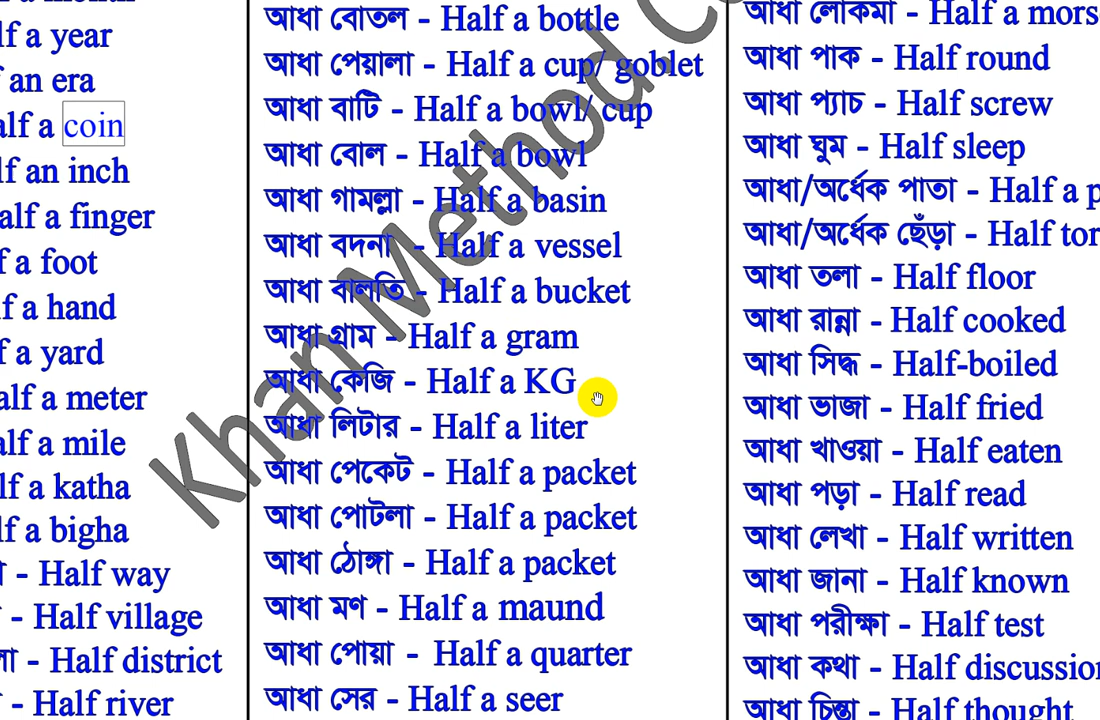 lf a year
an era
alf a coin
lf an inch
alf a finger
f a foot
f a hand
f a yard
alf a meter
alf a mile
lf a katha
lf a bigha
- Half way
- Half village
লা - Half district
- Half river
আধা বোতল - Half a bottle
আধা পেয়ালা - Half a cup/ goblet
আধা বাটি - Half a bowl/ cup
আধা বোল - Half a bowl
আধা গামল্লা - Half a basin
আধা বদনা - Half a vessel
আধা বালতি - Half a bucket
আধা গ্রাম - Half a gram
আধা কেজি - Half a KG
আধা লিটার - Half a liter
আধা পেকেট - Half a packet
আধা পোটলা - Half a packet
আধা ঠোঙ্গা - Half a packet
আধা মণ - Half a maund
আধা পোয়া - Half a quarter
আধা সের - Half a seer
আধা লোকমা - Half a mors
আধা পাক - Half round
আধা প্যাচ - Half screw
আধা ঘুম - Half sleep
আধা/অর্ধেক পাতা - Half a p
আধা/অর্ধেক ছেঁড়া - Half tor
আধা তলা - Half floor
আধা রান্না - Half cooked
আধা সিদ্ধ - Half-boiled
আধা ভাজা - Half fried
আধা খাওয়া - Half eaten
আধা পড়া - Half read
আধা লেখা - Half written
আধা জানা - Half known
আধা পরীক্ষা - Half test
আধা কথা - Half discussion
আধা চিন্তা - Half thought
Khan Method Co